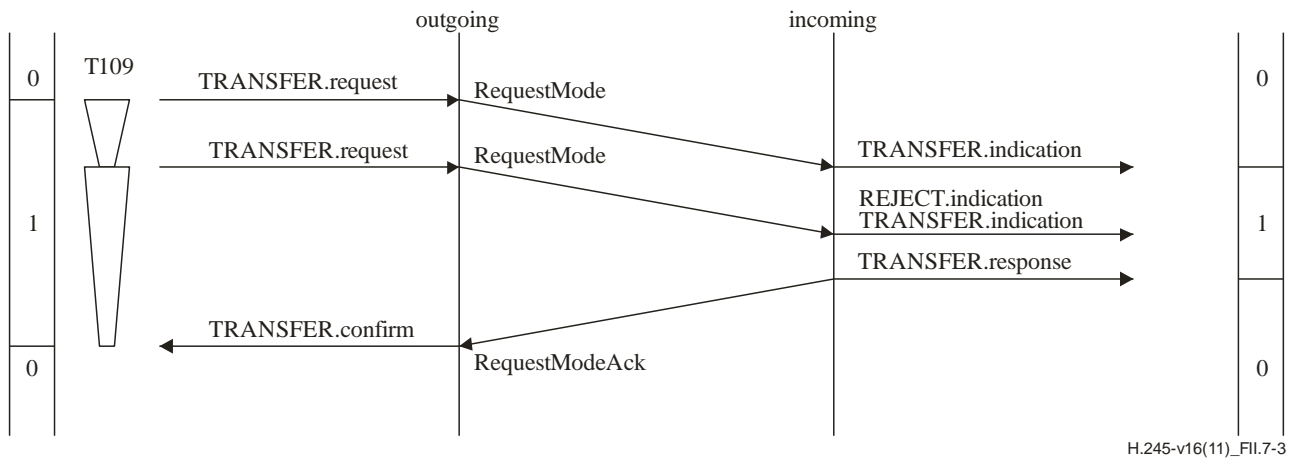 outgoing incoming
0 T109 TRANSFER.request RequestMode 0
TRANSFER.request RequestMode TRANSFER.indication
REJECT.indication
1 TRANSFER.indication 1
TRANSFER.response
TRANSFER.confirm
0 RequestModeAck 0
H.245-v16(11)_FII.7-3